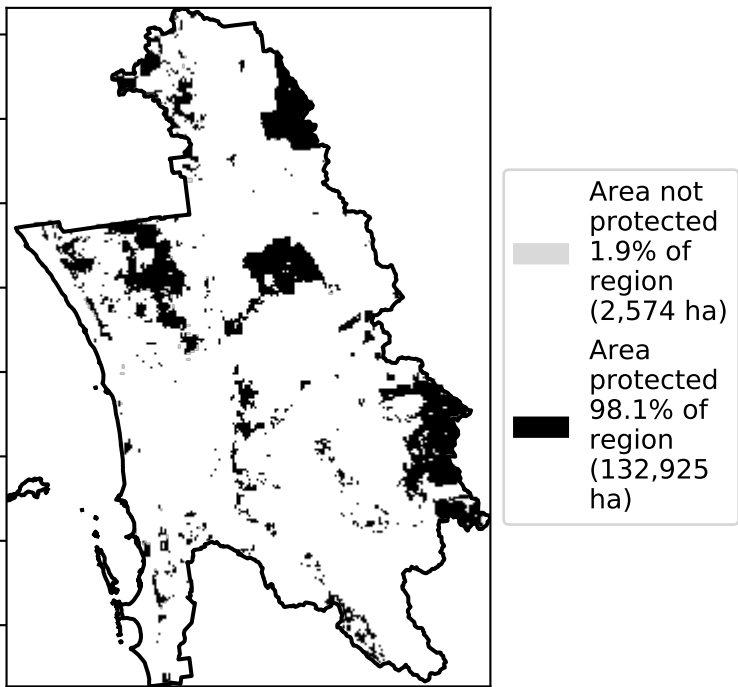 Area not
protected
1.9% of
region
(2,574 ha)
Area
protected
98.1% of
region
(132,925
ha)